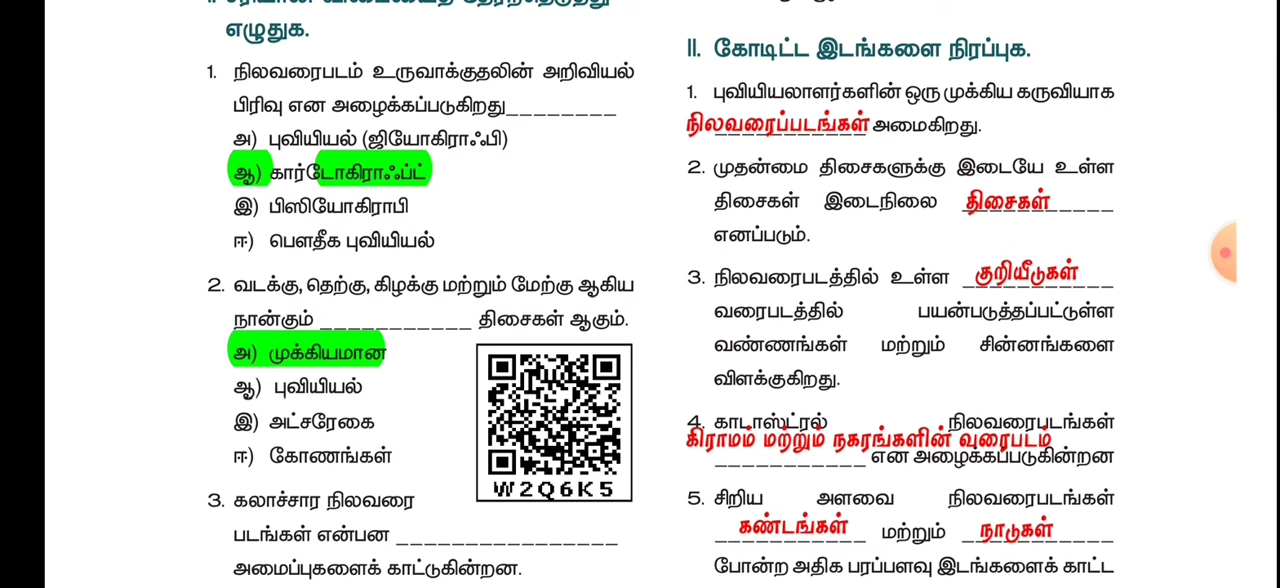 எழுதுக.
1. நிலவரைபடம் உருவாக்குதலின் அறிவியல்
பிரிவு என அழைக்கப்படுகிறது________
அ) புவியியல் (ஜியோகிராஃபி)
ஆ) கார்டோகிராஃப்ட்
இ) பிஸியோகிராபி
ஈ) பௌதீக புவியியல்
2. வடக்கு, தெற்கு, கிழக்கு மற்றும் மேற்கு ஆகிய
நான்கும் ___________ திசைகள் ஆகும்.
அ) முக்கியமான
ஆ) புவியியல்
இ) அட்சரேகை
ஈ) கோணங்கள்
W2Q6K5
3. கலாச்சார நிலவரை
படங்கள் என்பன ________________
அமைப்புகளைக் காட்டுகின்றன.
II. கோடிட்ட இடங்களை நிரப்புக.
1. புவியியலாளர்களின் ஒரு முக்கிய கருவியாக
நிலவரைப்படங்கள் அமைகிறது.
2. முதன்மை திசைகளுக்கு இடையே உள்ள
திசைகள் இடைநிலை திசைகள்
எனப்படும்.
3. நிலவரைபடத்தில் உள்ள குறியீடுகள்
வரைபடத்தில் பயன்படுத்தப்பட்டுள்ள
வண்ணங்கள் மற்றும் சின்னங்களை
விளக்குகிறது.
4. காடாஸ்ட்ரல் நிலவரைபடங்கள்
கிராமம் மற்றும் நகரங்களின் வுரைபடம்
___________ என அழைக்கப்படுகின்றன
5. சிறிய அளவை நிலவரைபடங்கள்
கண்டங்கள் மற்றும் நாடுகள்
போன்ற அதிக பரப்பளவு இடங்களைக் காட்ட